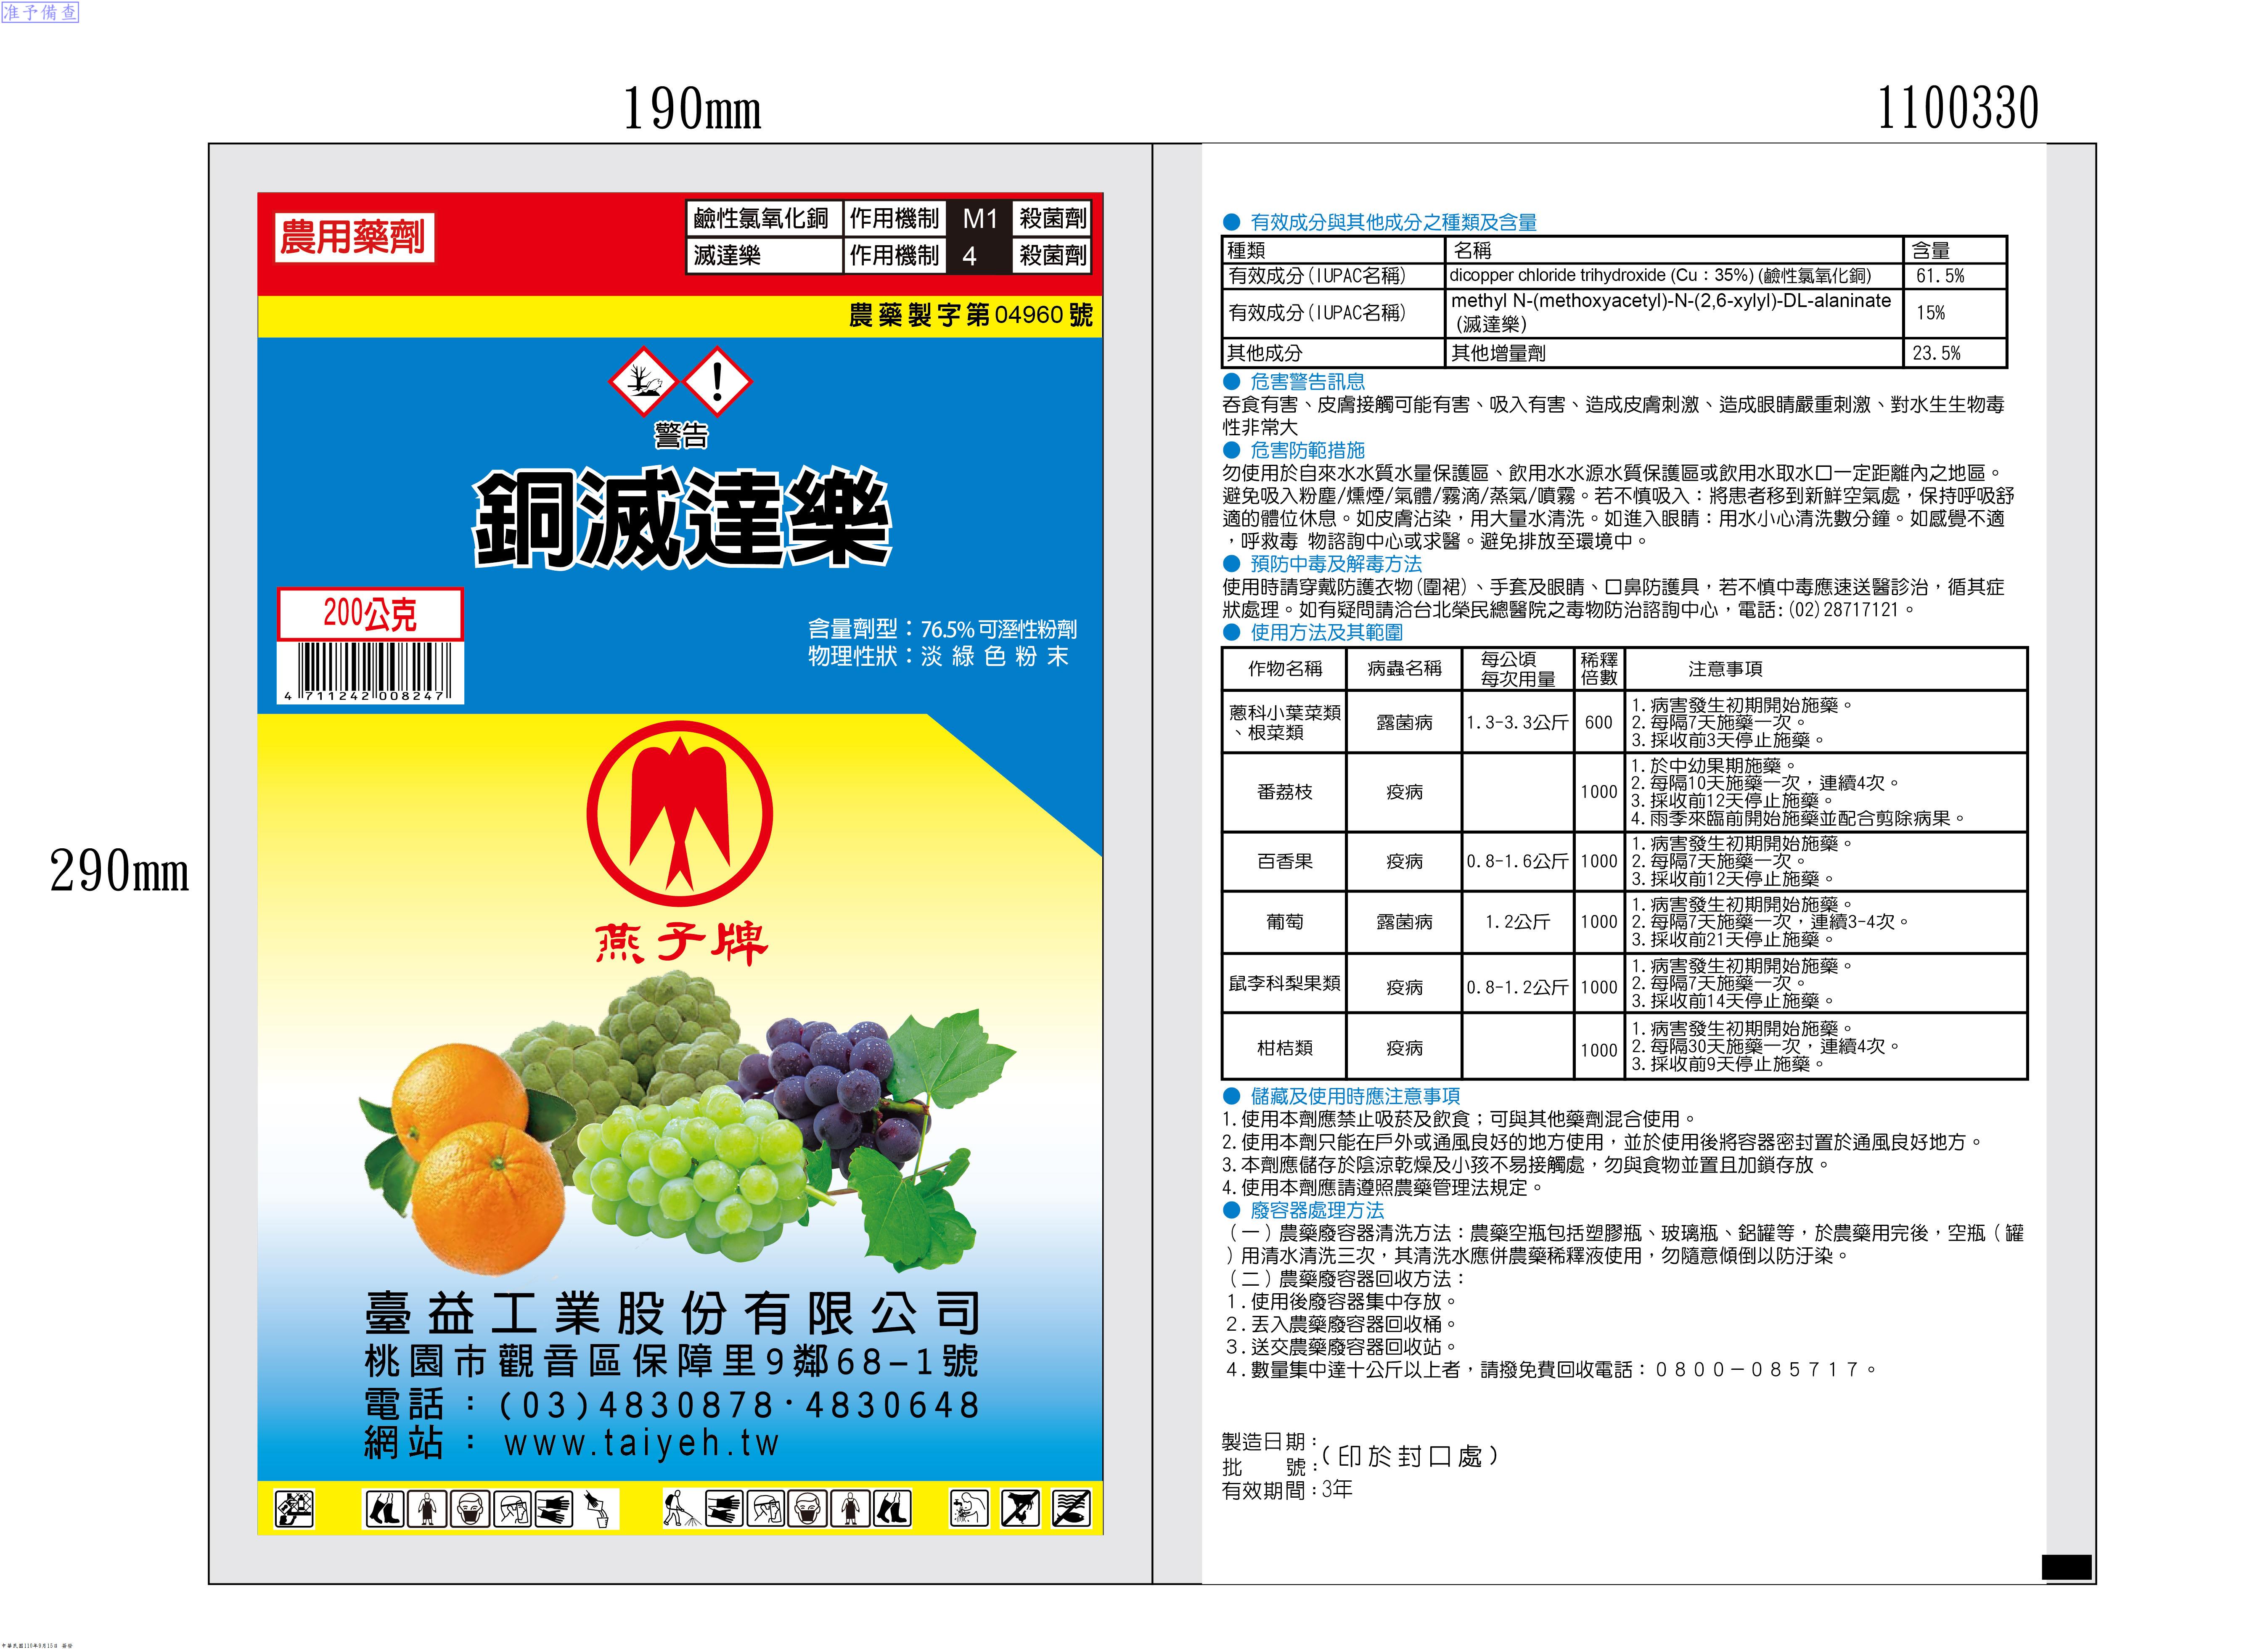 准予備查
190mm
1100330
290mm
農用藥劑
鹼性氯氧化銅 作用機制 M1 殺菌劑
滅達樂 作用機制 4 殺菌劑
農藥製字第04960號
警告
銅滅達樂
200公克
4 711242 008247
含量劑型：76.5%可溼性粉劑
物理性狀：淡綠色粉末
燕子牌
臺益工業股份有限公司
桃園市觀音區保障里9鄰68-1號
電話：(03)4830878·4830648
網站：www.taiyeh.tw
● 有效成分與其他成分之種類及含量
種類 名稱 含量
有效成分(IUPAC名稱) dicopper chloride trihydroxide (Cu：35%) (鹼性氯氧化銅) 61.5%
有效成分(IUPAC名稱) methyl N-(methoxyacetyl)-N-(2,6-xylyl)-DL-alaninate
(滅達樂) 15%
其他成分 其他增量劑 23.5%
● 危害警告訊息
吞食有害、皮膚接觸可能有害、吸入有害、造成皮膚刺激、造成眼睛嚴重刺激、對水生生物毒
性非常大
● 危害防範措施
勿使用於自來水水質水量保護區、飲用水水源水質保護區或飲用水取水口一定距離內之地區。
避免吸入粉塵/燻煙/氣體/霧滴/蒸氣/噴霧。若不慎吸入：將患者移到新鮮空氣處，保持呼吸舒
適的體位休息。如皮膚沾染，用大量水清洗。如進入眼睛：用水小心清洗數分鐘。如感覺不適
，呼救毒 物諮詢中心或求醫。避免排放至環境中。
● 預防中毒及解毒方法
使用時請穿戴防護衣物(圍裙)、手套及眼睛、口鼻防護具，若不慎中毒應速送醫診治，循其症
狀處理。如有疑問請洽台北榮民總醫院之毒物防治諮詢中心，電話:(02)28717121。
● 使用方法及其範圍
作物名稱 病蟲名稱 每公頃每次用量 稀釋倍數 注意事項
蔥科小葉菜類、根菜類 露菌病 1.3-3.3公斤 600 1.病害發生初期開始施藥。
2.每隔7天施藥一次。
3.採收前3天停止施藥。
番荔枝 疫病 1000 1.於中幼果期施藥。
2.每隔10天施藥一次，連續4次。
3.採收前12天停止施藥。
4.雨季來臨前開始施藥並配合剪除病果。
百香果 疫病 0.8-1.6公斤 1000 1.病害發生初期開始施藥。
2.每隔7天施藥一次。
3.採收前12天停止施藥。
葡萄 露菌病 1.2公斤 1000 1.病害發生初期開始施藥。
2.每隔7天施藥一次，連續3-4次。
3.採收前21天停止施藥。
鼠李科梨果類 疫病 0.8-1.2公斤 1000 1.病害發生初期開始施藥。
2.每隔7天施藥一次。
3.採收前14天停止施藥。
柑桔類 疫病 1000 1.病害發生初期開始施藥。
2.每隔30天施藥一次，連續4次。
3.採收前9天停止施藥。
● 儲藏及使用時應注意事項
1.使用本劑應禁止吸菸及飲食；可與其他藥劑混合使用。
2.使用本劑只能在戶外或通風良好的地方使用，並於使用後將容器密封置於通風良好地方。
3.本劑應儲存於陰涼乾燥及小孩不易接觸處，勿與食物並置且加鎖存放。
4.使用本劑應請遵照農藥管理法規定。
● 廢容器處理方法
（一）農藥廢容器清洗方法：農藥空瓶包括塑膠瓶、玻璃瓶、鋁罐等，於農藥用完後，空瓶（罐
）用清水清洗三次，其清洗水應併農藥稀釋液使用，勿隨意傾倒以防汙染。
（二）農藥廢容器回收方法：
1.使用後廢容器集中存放。
2.丟入農藥廢容器回收桶。
3.送交農藥廢容器回收站。
4.數量集中達十公斤以上者，請撥免費回收電話：０８００－０８５７１７。
製造日期：(印於封口處)
批　　號：
有效期間：3年